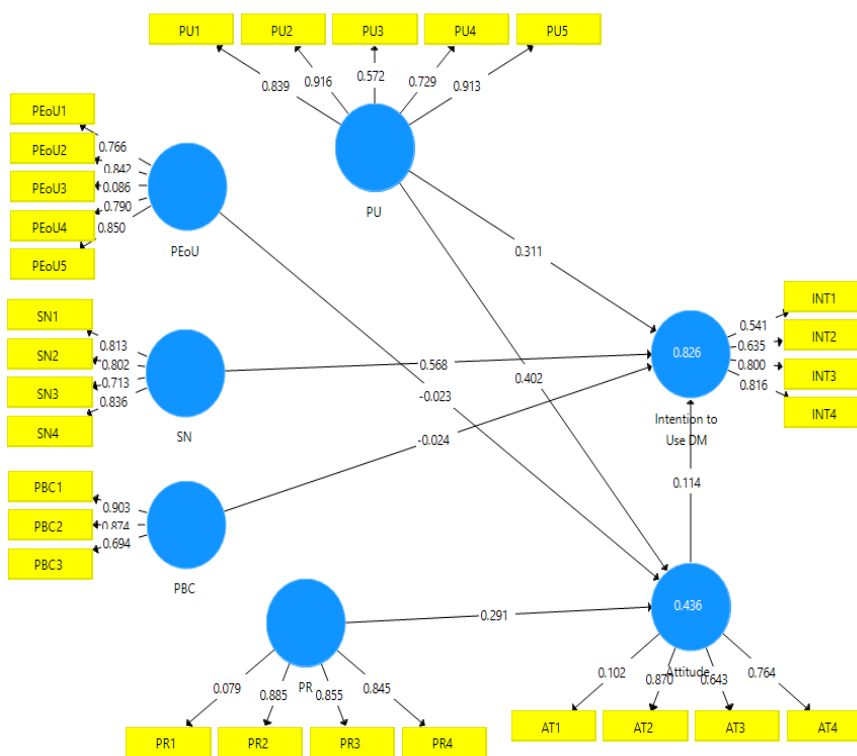 PU1 PU2 PU3 PU4 PU5
0.839 0.916 0.572 0.729 0.913
PU
PEoU1
PEoU2
PEoU3
PEoU4
PEoU5
0.766
0.842
0.086
0.790
0.850
PEoU
SN1
SN2
SN3
SN4
0.813
0.802
0.713
0.836
SN
PBC1
PBC2
PBC3
0.903
0.874
0.694
PBC
0.311
0.568
0.402
-0.023
-0.024
0.114
0.291
0.826
Intention to
Use DM
INT1
INT2
INT3
INT4
0.541
0.635
0.800
0.816
0.436
Attitude
0.102 0.870 0.643 0.764
AT1 AT2 AT3 AT4
PR
0.079 0.885 0.855 0.845
PR1 PR2 PR3 PR4